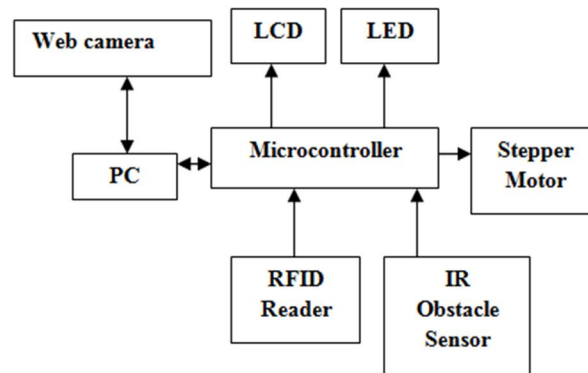 Web camera
LCD
LED
PC
Microcontroller
Stepper
Motor
RFID
Reader
IR
Obstacle
Sensor